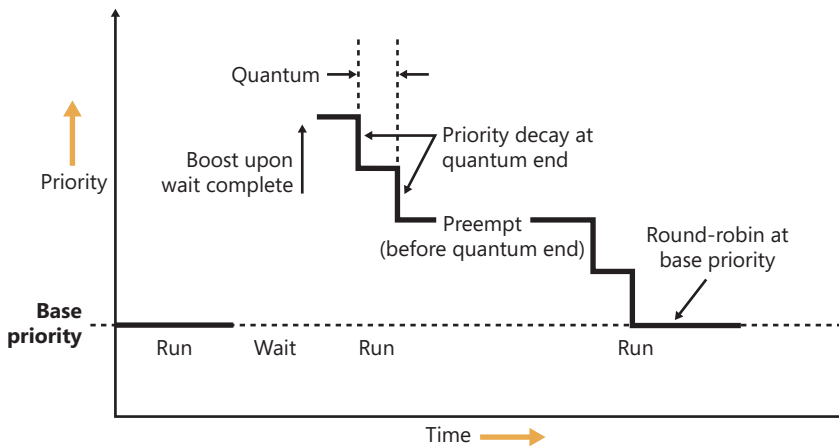 Quantum
Priority decay at
quantum end
Boost upon
wait complete
Priority
Preempt
(before quantum end)
Round-robin at
base priority
Base
priority
Run
Wait
Run
Run
Time